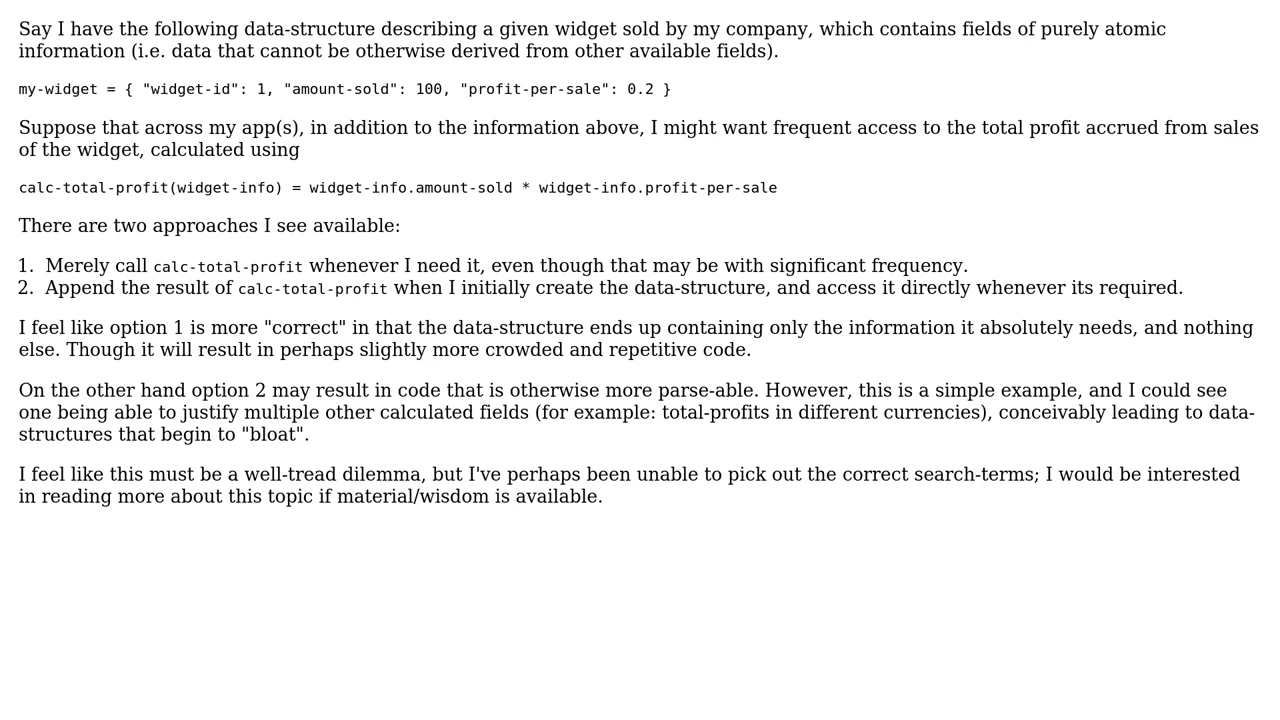 Say I have the following data-structure describing a given widget sold by my company, which contains fields of purely atomic
information (i.e. data that cannot be otherwise derived from other available fields).
my-widget = { "widget-id": 1, "amount-sold": 100, "profit-per-sale": 0.2 }
Suppose that across my app(s), in addition to the information above, I might want frequent access to the total profit accrued from sales
of the widget, calculated using
calc-total-profit(widget-info) = widget-info.amount-sold * widget-info.profit-per-sale
There are two approaches I see available:
1. Merely call calc-total-profit whenever I need it, even though that may be with significant frequency.
2. Append the result of calc-total-profit when I initially create the data-structure, and access it directly whenever its required.
I feel like option 1 is more "correct" in that the data-structure ends up containing only the information it absolutely needs, and nothing
else. Though it will result in perhaps slightly more crowded and repetitive code.
On the other hand option 2 may result in code that is otherwise more parse-able. However, this is a simple example, and I could see
one being able to justify multiple other calculated fields (for example: total-profits in different currencies), conceivably leading to data-
structures that begin to "bloat".
I feel like this must be a well-tread dilemma, but I've perhaps been unable to pick out the correct search-terms; I would be interested
in reading more about this topic if material/wisdom is available.